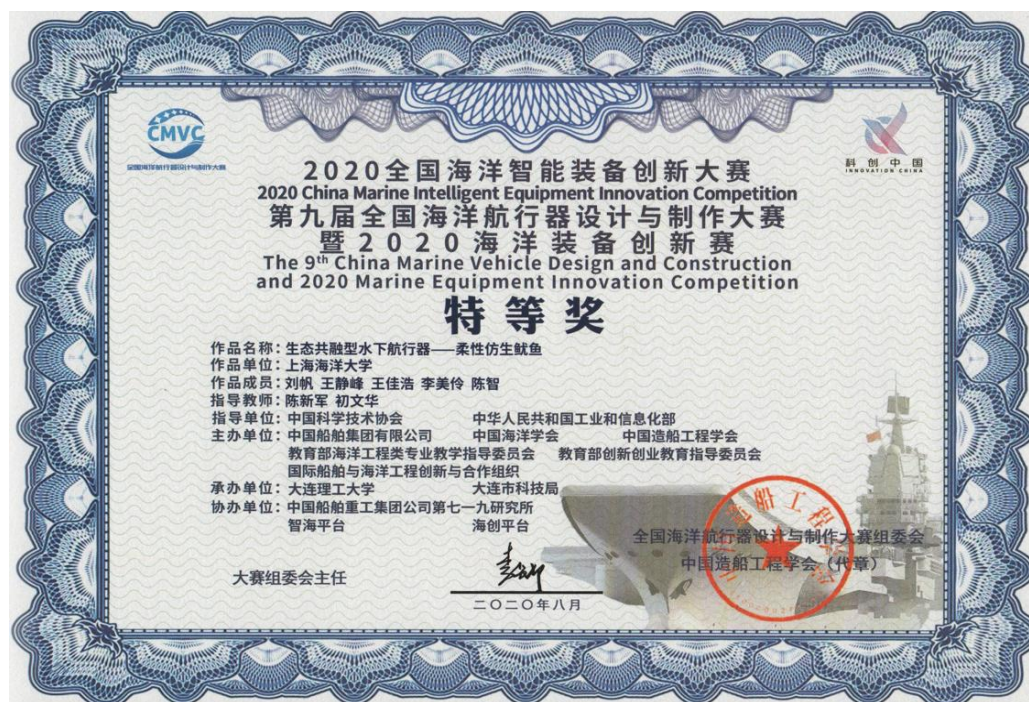 CMVC
全国海洋航行器设计与制作大赛
科创中国
INNOVATION CHINA
2020全国海洋智能装备创新大赛
2020 China Marine Intelligent Equipment Innovation Competition
第九届全国海洋航行器设计与制作大赛
暨2020海洋装备创新赛
The 9th China Marine Vehicle Design and Construction
and 2020 Marine Equipment Innovation Competition
特等奖
作品名称：生态共融型水下航行器——柔性仿生鱿鱼
作品单位：上海海洋大学
作品成员：刘帆 王静峰 王佳浩 李美伶 陈智
指导教师：陈新军 初文华
指导单位：中国科学技术协会 中华人民共和国工业和信息化部
主办单位：中国船舶集团有限公司 中国海洋学会 中国造船工程学会
教育部海洋工程类专业教学指导委员会 教育部创新创业教育指导委员会
国际船舶与海洋工程创新与合作组织
承办单位：大连理工大学 大连市科技局
协办单位：中国船舶重工集团公司第七一九研究所
智海平台 海创平台
全国海洋航行器设计与制作大赛组委会
中国造船工程学会（代章）
大赛组委会主任
二〇二〇年八月